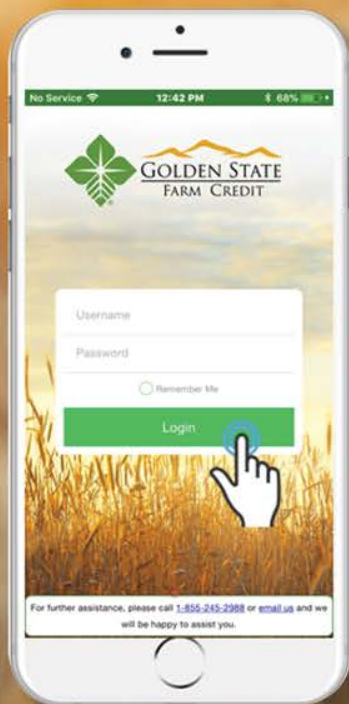 No Service 12:42 PM 68%
GOLDEN STATE
FARM CREDIT
Username
Password
Remember Me
Login
For further assistance, please call 1-855-245-2988 or email us and we
will be happy to assist you.